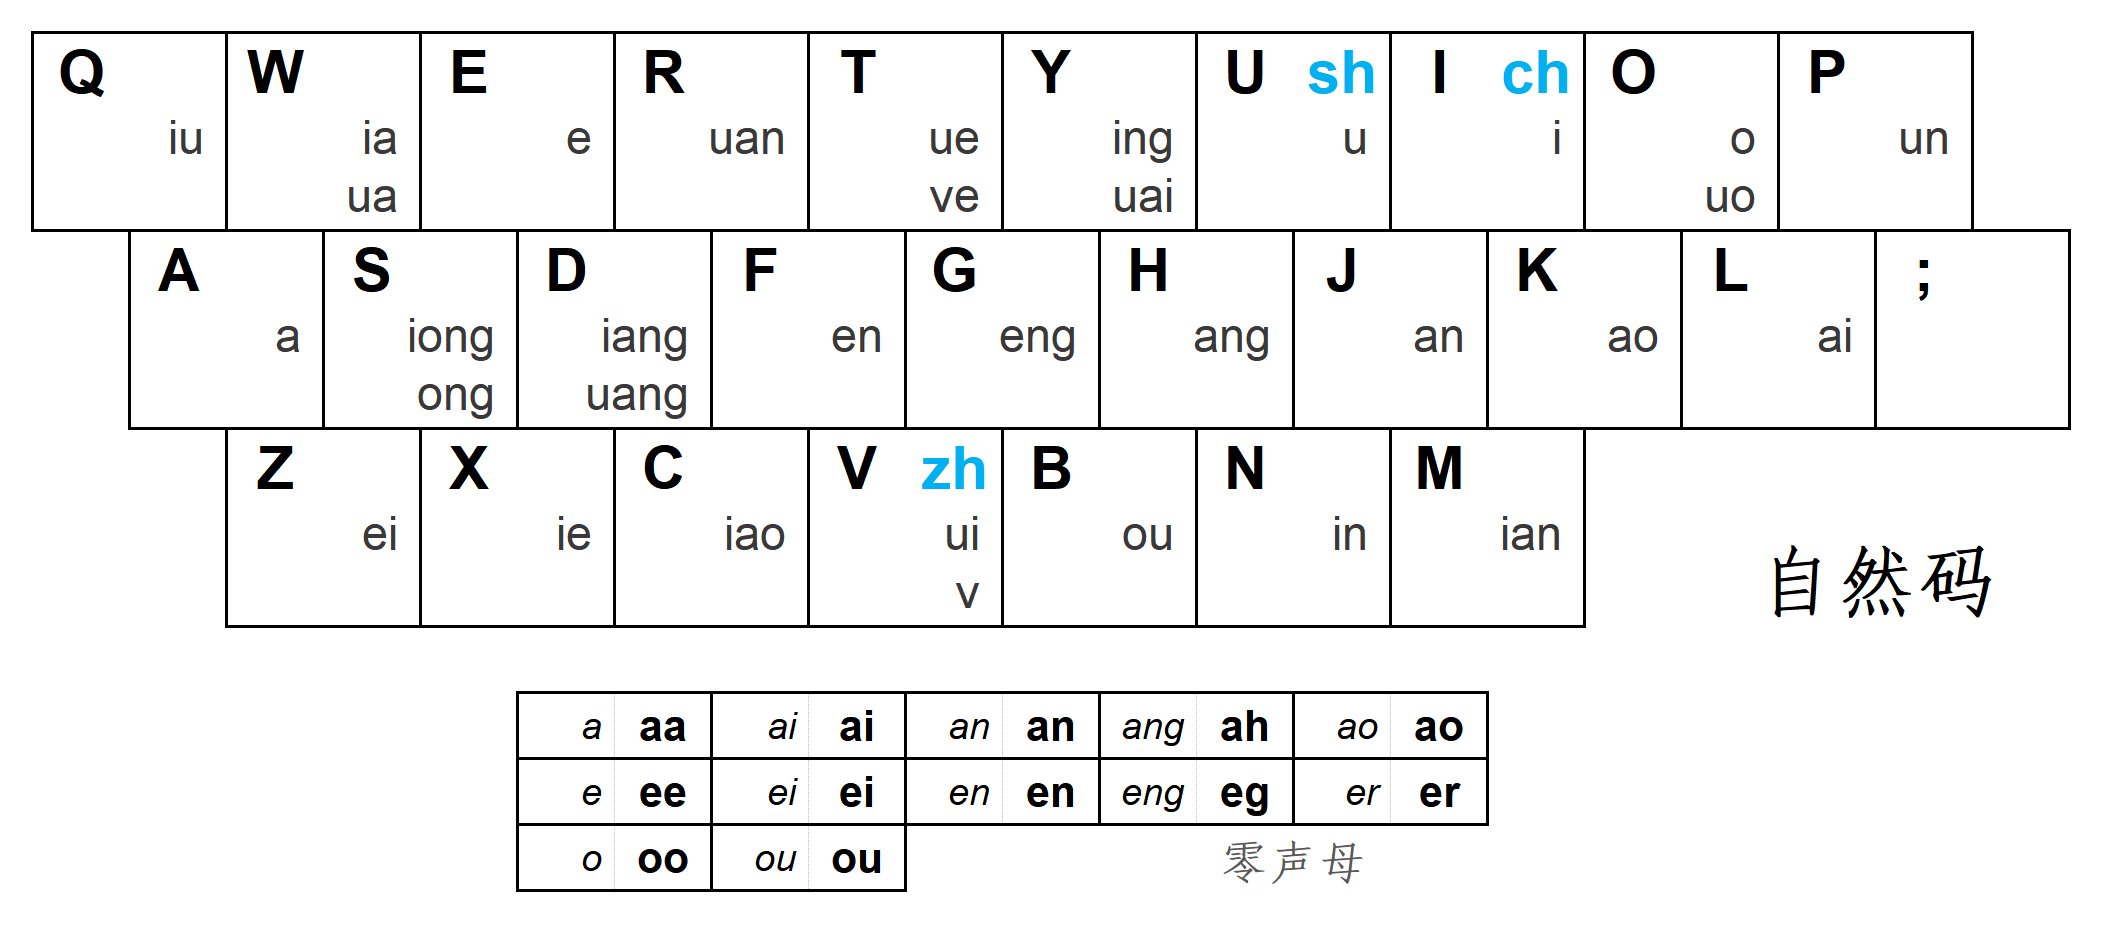 Q W E R T Y U sh I ch O P
iu ia e uan ue ing u i o un
ua ve uai uo
A S D F G H J K L ;
a iong iang en eng ang an ao ai
ong uang
Z X C V zh B N M
ei ie iao ui ou in ian
v
自然码
a aa ai ai an an ang ah ao ao
e ee ei ei en en eng eg er er
o oo ou ou
零声母